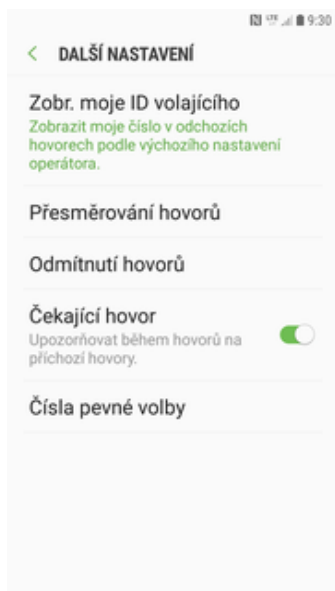 9:30
DALŠÍ NASTAVENÍ
Zobr. moje ID volajícího
Zobrazit moje číslo v odchozích
hovorech podle výchozího nastavení
operátora.
Přesměrování hovorů
Odmítnutí hovorů
Čekající hovor
Upozorňovat během hovorů na
příchozí hovory.
Čísla pevné volby